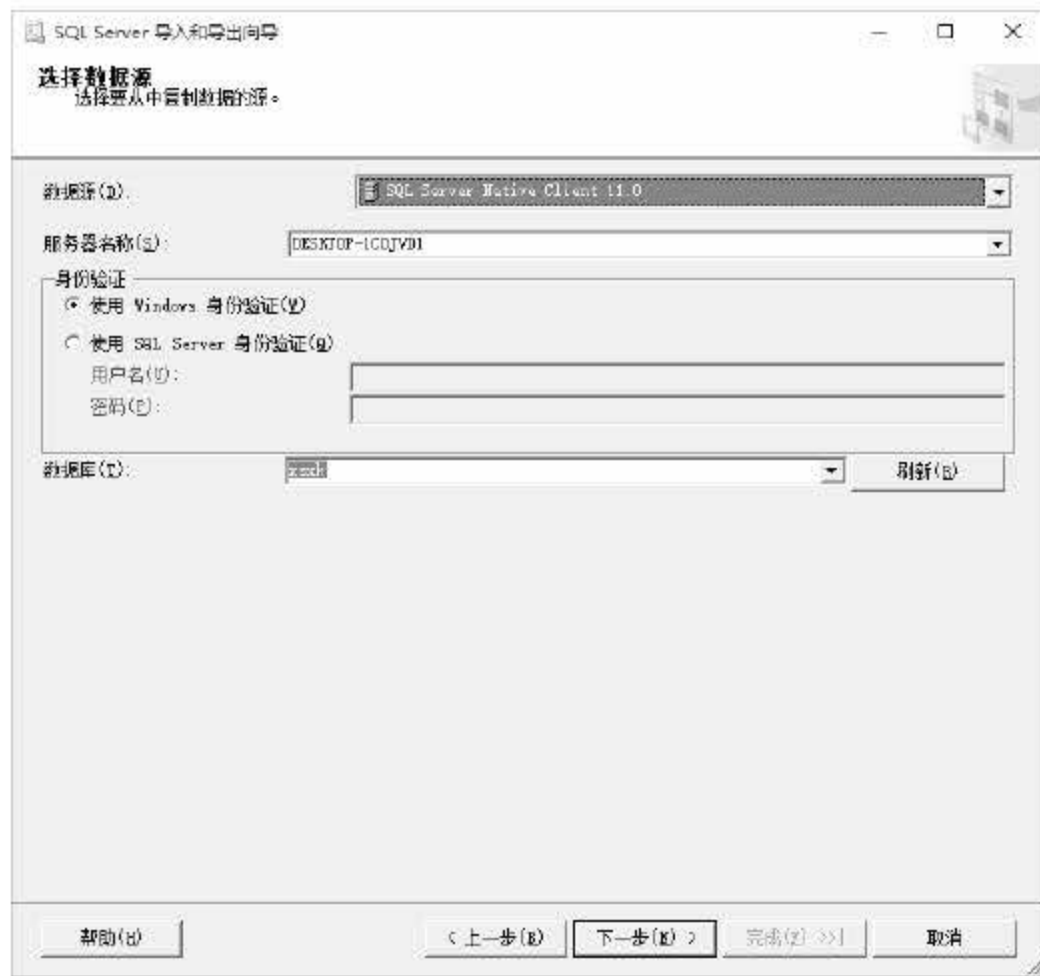 SQL Server 导入和导出向导
选择数据源
选择要从中复制数据的源。
数据源(D):
SQL Server Native Client 11.0
服务器名称(S):
身份验证
使用 Windows 身份验证(W)
使用 SQL Server 身份验证(Q)
用户名(U):
密码(P):
数据库(T):
刷新(R)
帮助(H)
< 上一步(B)
下一步(N) >
完成(F) >>|
取消